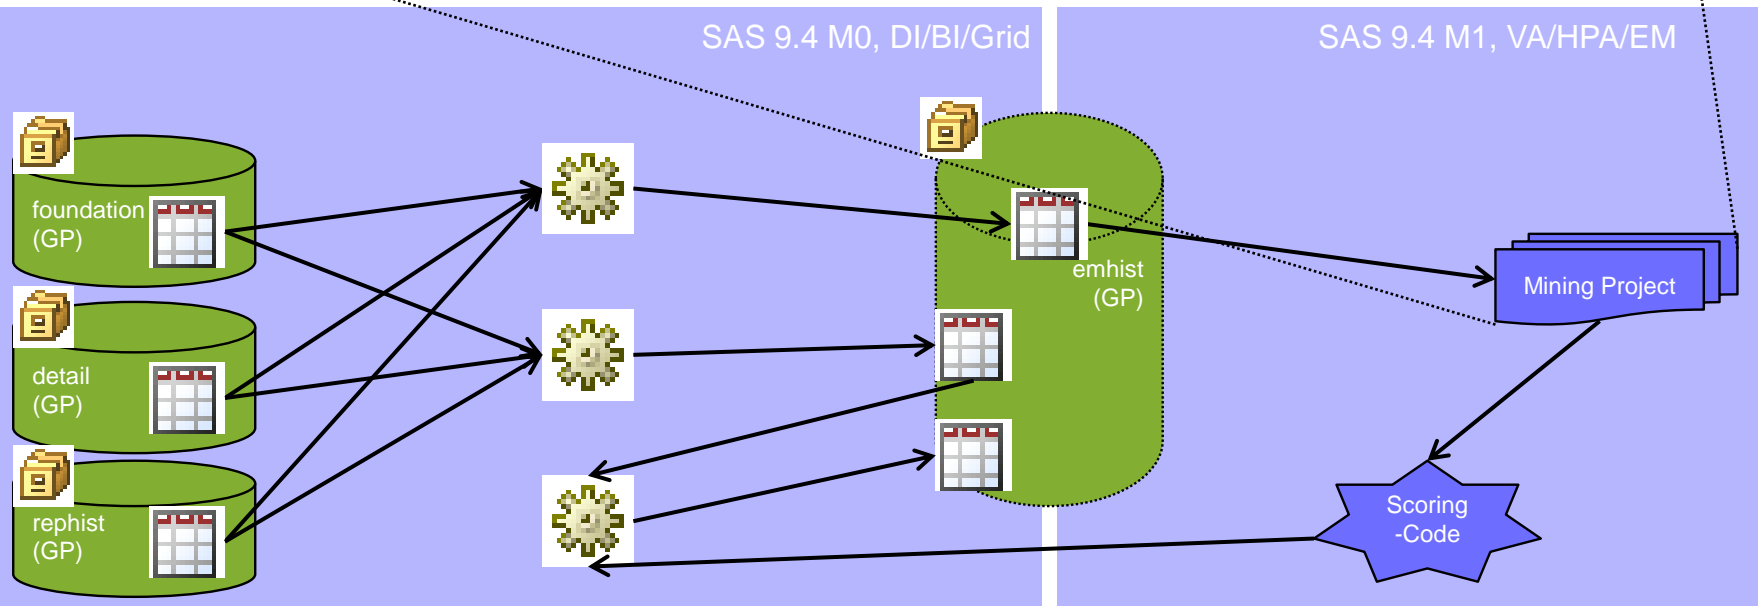 SAS 9.4 M0, DI/BI/Grid
SAS 9.4 M1, VA/HPA/EM
foundation
(GP)
emhist
(GP)
Mining Project
detail
(GP)
rephist
(GP)
Scoring
-Code